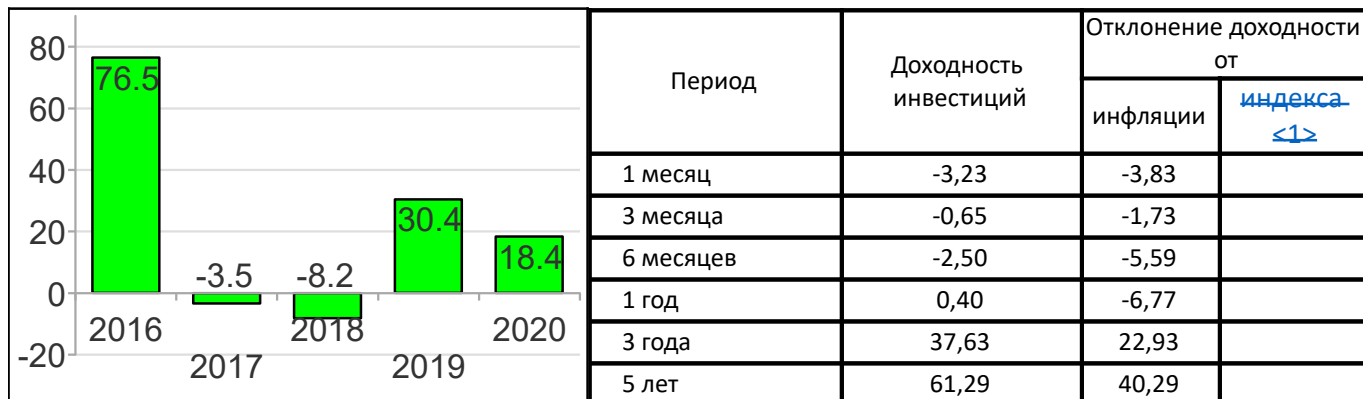 80
60
40
20
0
-20
76.5
-3.5
-8.2
30.4
18.4
2016
2017
2018
2019
2020
Период
Доходность
инвестиций
Отклонение доходности
от
инфляции
индекса
<1>
1 месяц -3,23 -3,83
3 месяца -0,65 -1,73
6 месяцев -2,50 -5,59
1 год 0,40 -6,77
3 года 37,63 22,93
5 лет 61,29 40,29